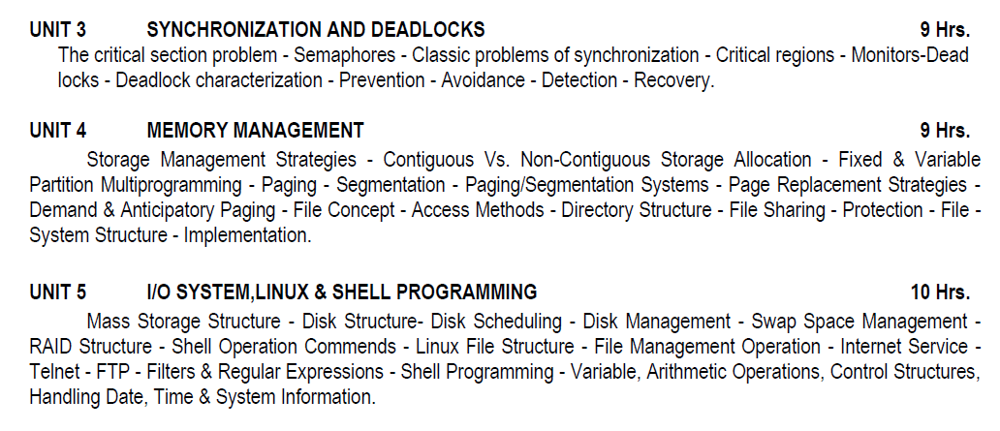 UNIT 3 SYNCHRONIZATION AND DEADLOCKS 9 Hrs.
The critical section problem - Semaphores - Classic problems of synchronization - Critical regions - Monitors-Dead
locks - Deadlock characterization - Prevention - Avoidance - Detection - Recovery.
UNIT 4 MEMORY MANAGEMENT 9 Hrs.
Storage Management Strategies - Contiguous Vs. Non-Contiguous Storage Allocation - Fixed & Variable
Partition Multiprogramming - Paging - Segmentation - Paging/Segmentation Systems - Page Replacement Strategies -
Demand & Anticipatory Paging - File Concept - Access Methods - Directory Structure - File Sharing - Protection - File -
System Structure - Implementation.
UNIT 5 I/O SYSTEM,LINUX & SHELL PROGRAMMING 10 Hrs.
Mass Storage Structure - Disk Structure- Disk Scheduling - Disk Management - Swap Space Management -
RAID Structure - Shell Operation Commends - Linux File Structure - File Management Operation - Internet Service -
Telnet - FTP - Filters & Regular Expressions - Shell Programming - Variable, Arithmetic Operations, Control Structures,
Handling Date, Time & System Information.